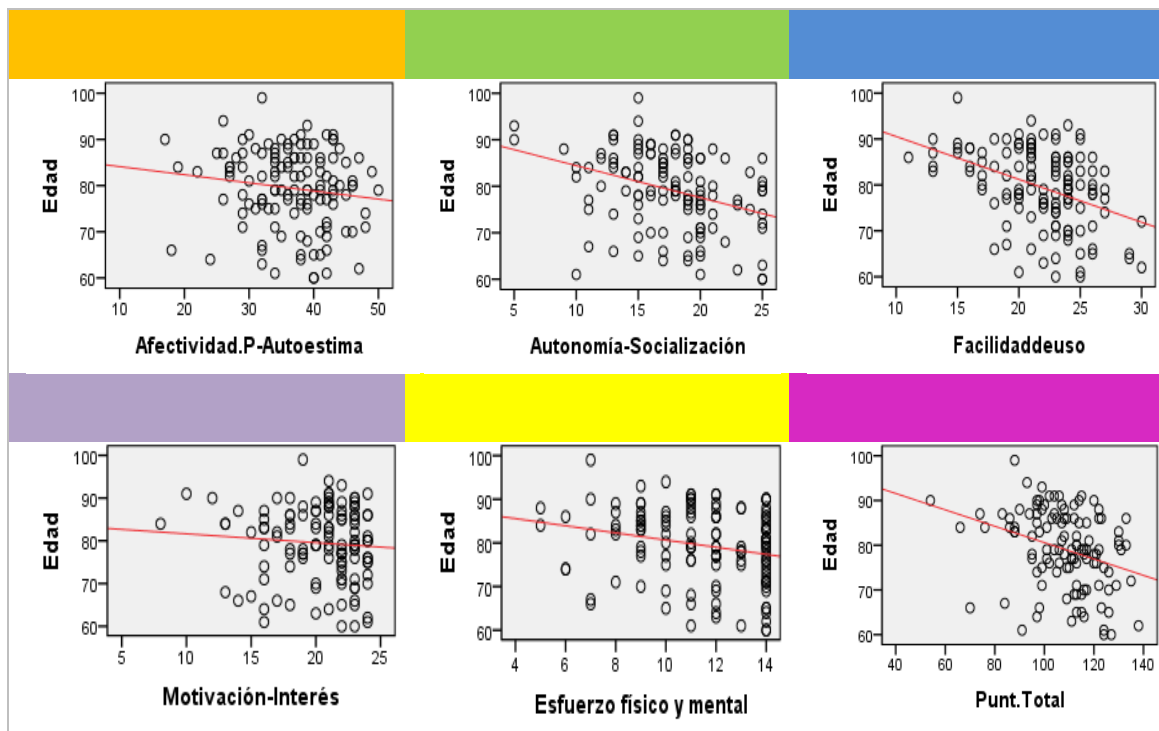 100
90
80
70
60
Edad
10 20 30 40 50
Afectividad.P-Autoestima
100
90
80
70
60
Edad
5 10 15 20 25
Autonomía-Socialización
100
90
80
70
60
Edad
10 15 20 25 30
Facilidaddeuso
100
90
80
70
60
Edad
5 10 15 20 25
Motivación-Interés
100
90
80
70
60
Edad
4 6 8 10 12 14
Esfuerzo físico y mental
100
90
80
70
60
Edad
40 60 80 100 120 140
Punt.Total